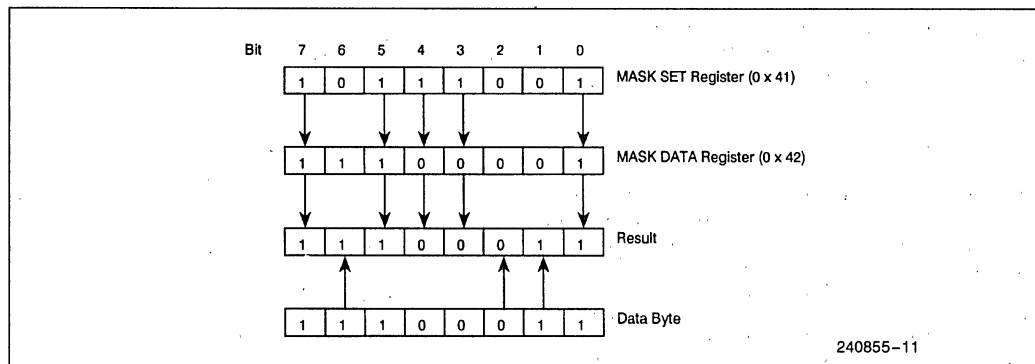 Bit 7 6 5 4 3 2 1 0
1 0 1 1 1 0 0 1 MASK SET Register (0 x 41)
1 1 1 0 0 0 0 1 MASK DATA Register (0 x 42)
1 1 1 0 0 0 1 1 Result
1 1 1 0 0 0 1 1 Data Byte
240855-11